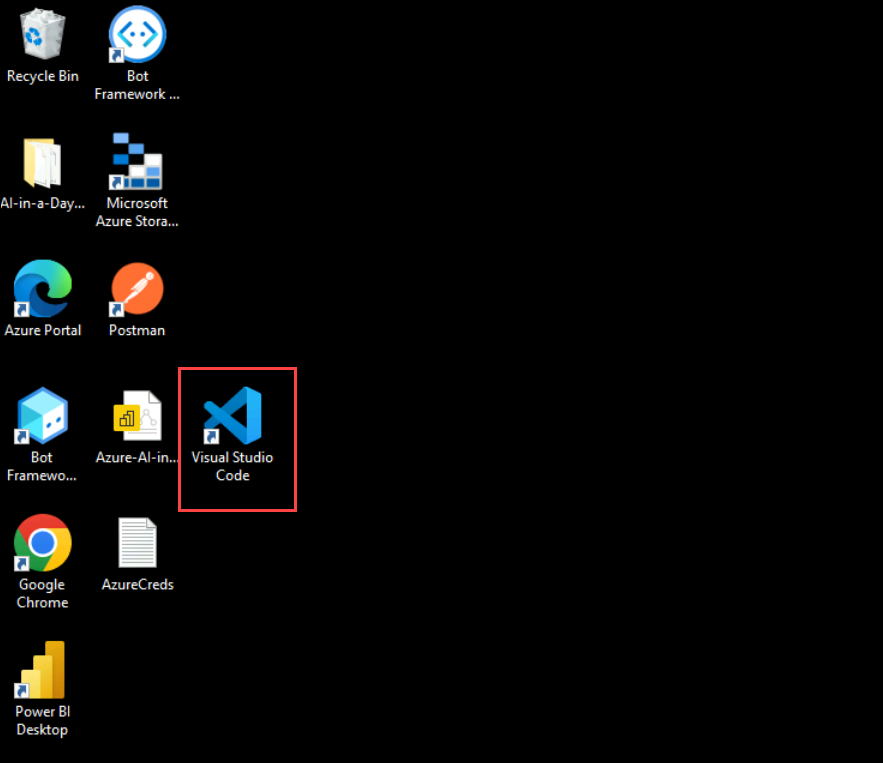 Recycle Bin
Bot
Framework ...
AI-in-a-Day...
Microsoft
Azure Stora...
Azure Portal
Postman
Bot
Framewo...
Azure-AI-in...
Visual Studio
Code
Google
Chrome
AzureCreds
Power BI
Desktop